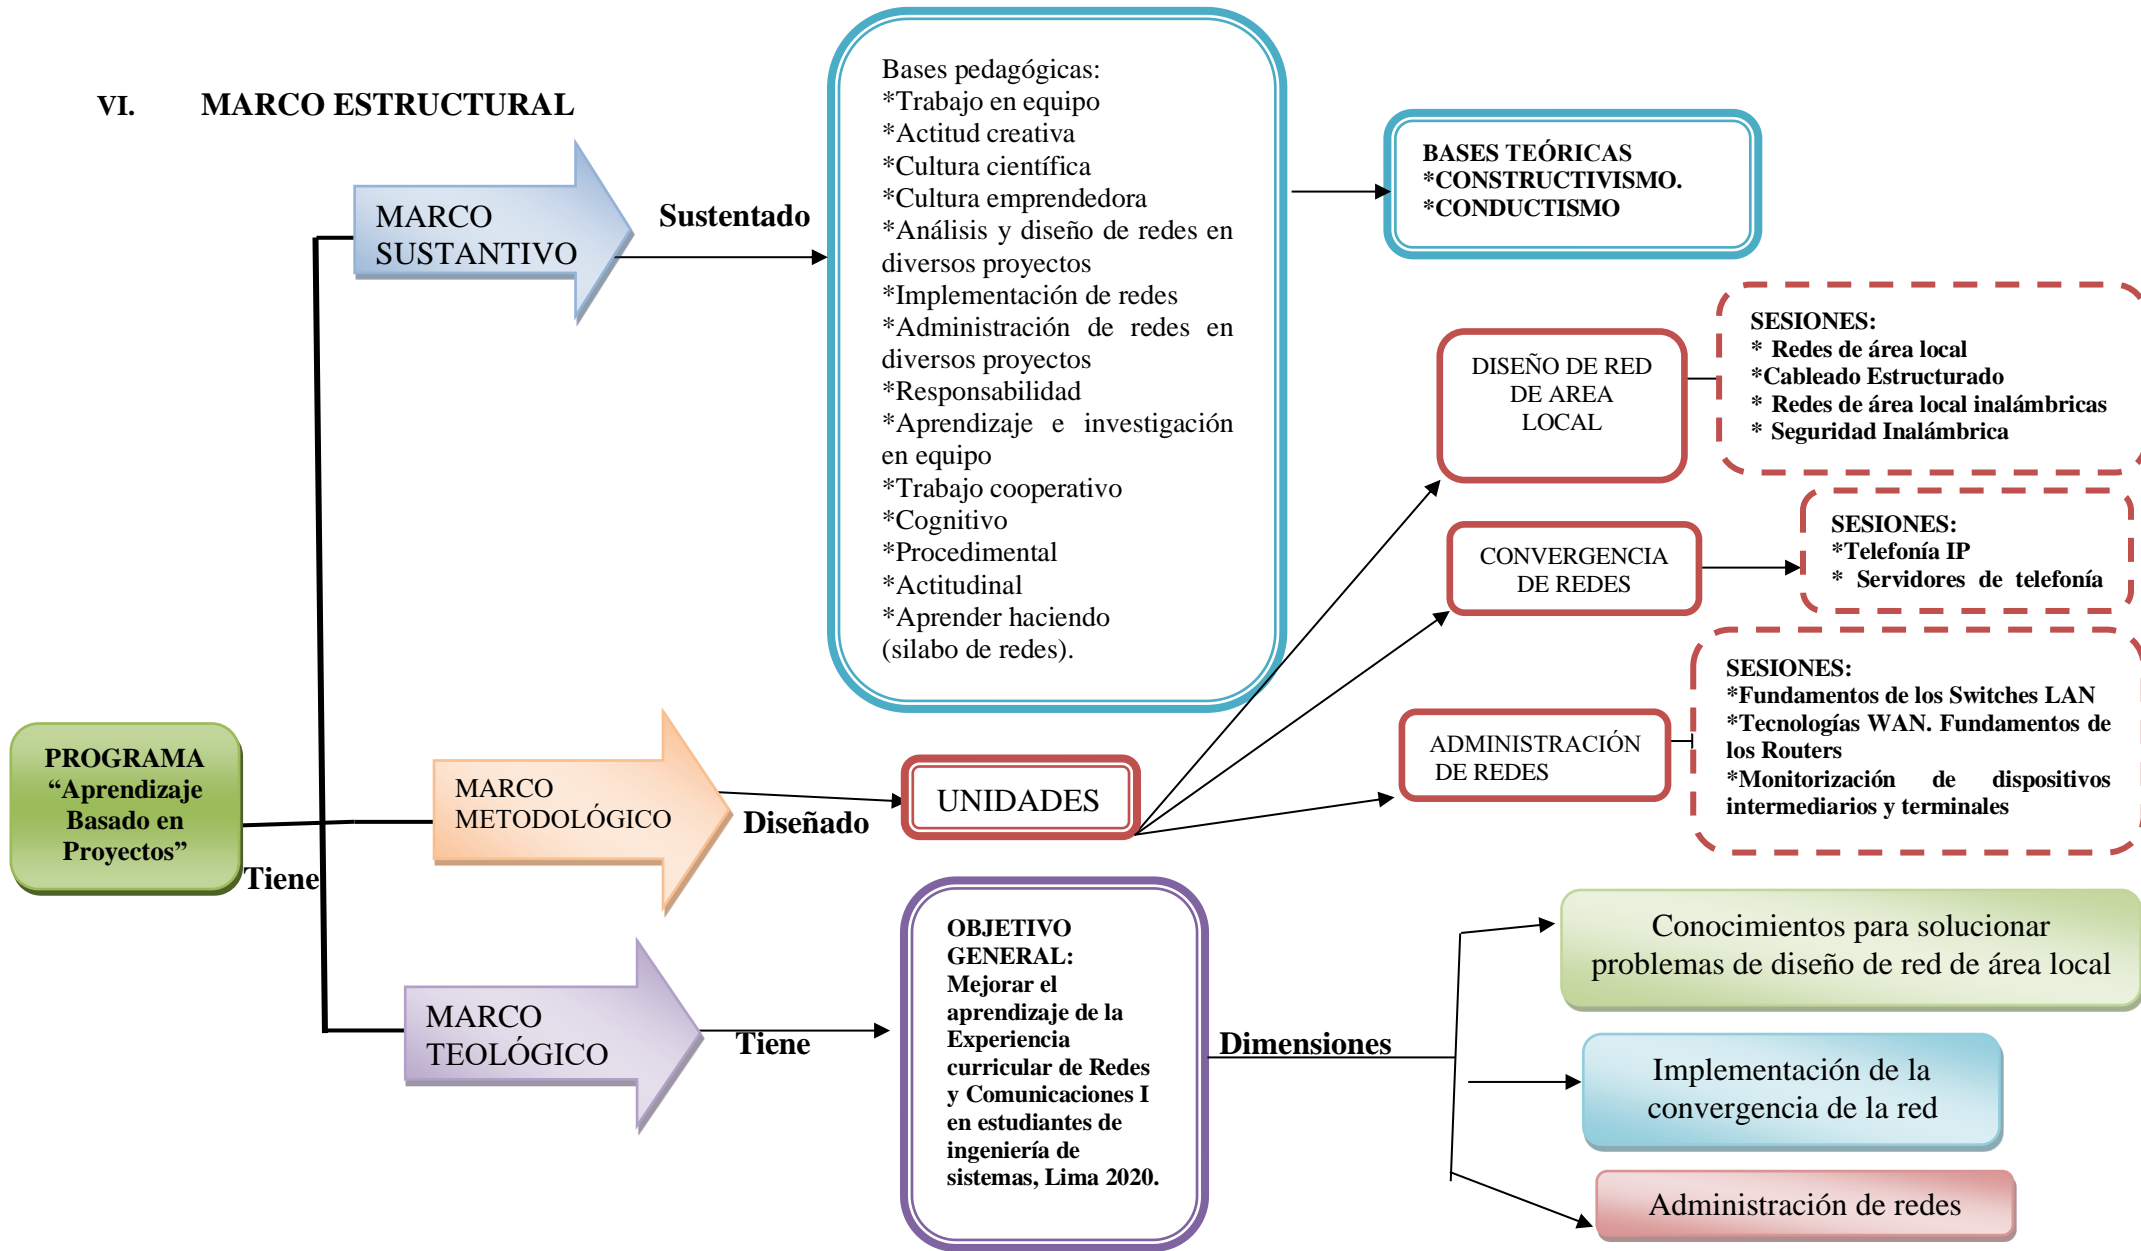 VI. MARCO ESTRUCTURAL
MARCO
SUSTANTIVO
Sustentado
Bases pedagógicas:
*Trabajo en equipo
*Actitud creativa
*Cultura científica
*Cultura emprendedora
*Análisis y diseño de redes en
diversos proyectos
*Implementación de redes
*Administración de redes en
diversos proyectos
*Responsabilidad
*Aprendizaje e investigación
en equipo
*Trabajo cooperativo
*Cognitivo
*Procedimental
*Actitudinal
*Aprender haciendo
(silabo de redes).
BASES TEÓRICAS
*CONSTRUCTIVISMO.
*CONDUCTISMO
PROGRAMA
“Aprendizaje
Basado en
Proyectos”
Tiene
MARCO
METODOLÓGICO
Diseñado
UNIDADES
DISEÑO DE RED
DE AREA
LOCAL
SESIONES:
* Redes de área local
*Cableado Estructurado
* Redes de área local inalámbricas
* Seguridad Inalámbrica
CONVERGENCIA
DE REDES
SESIONES:
*Telefonía IP
* Servidores de telefonía
ADMINISTRACIÓN
DE REDES
SESIONES:
*Fundamentos de los Switches LAN
*Tecnologías WAN. Fundamentos de
los Routers
*Monitorización de dispositivos
intermediarios y terminales
MARCO
TEOLÓGICO
Tiene
OBJETIVO
GENERAL:
Mejorar el
aprendizaje de la
Experiencia
curricular de Redes
y Comunicaciones I
en estudiantes de
ingeniería de
sistemas, Lima 2020.
Dimensiones
Conocimientos para solucionar
problemas de diseño de red de área local
Implementación de la
convergencia de la red
Administración de redes